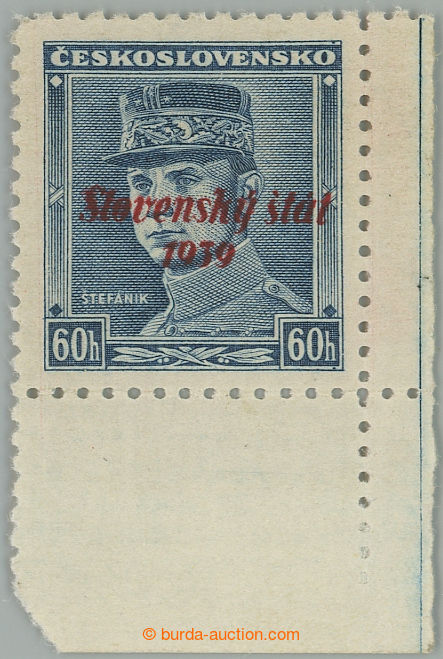 ČESKOSLOVENSKO
Slovenský štát
1939
ŠTEFÁNIK
60h 60h
© burda-auction.com